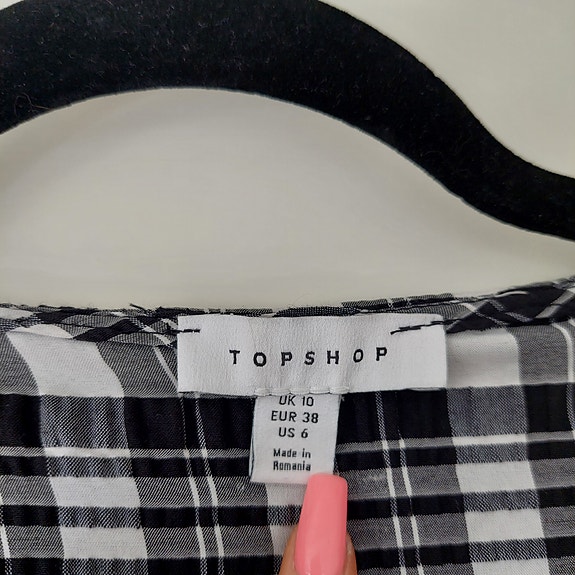 TOPSHOP
UK 10
EUR 38
US 6
Made in
Romania